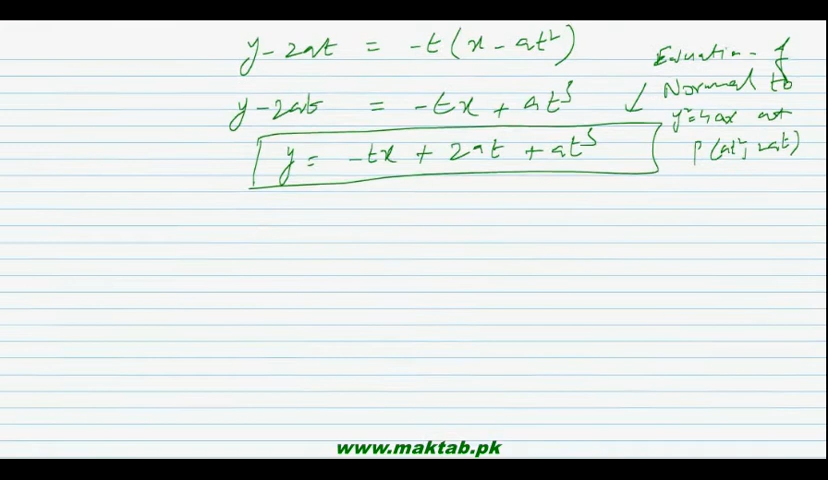 y-2at = -t(x-at²)
y-2at = -tx + at³
y = -tx + 2at + at³
Equation of
Normal to
y²=4ax at
P(at², 2at)
www.maktab.pk